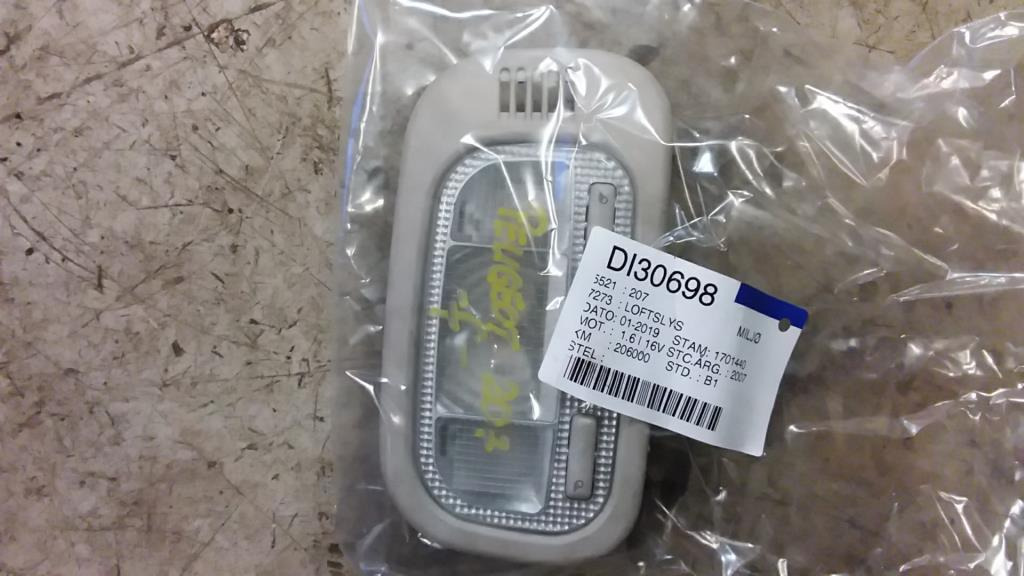 DI30698
5521 : 207
7273 : LOFTSLYS
MILJØ
DATO: 01-2019 STAM: 1701440
MOT. : 1.6 I 16V STC.ARG. : 2007
KM : 206000 STD. : B1
STEL :
PEUGEOT 207